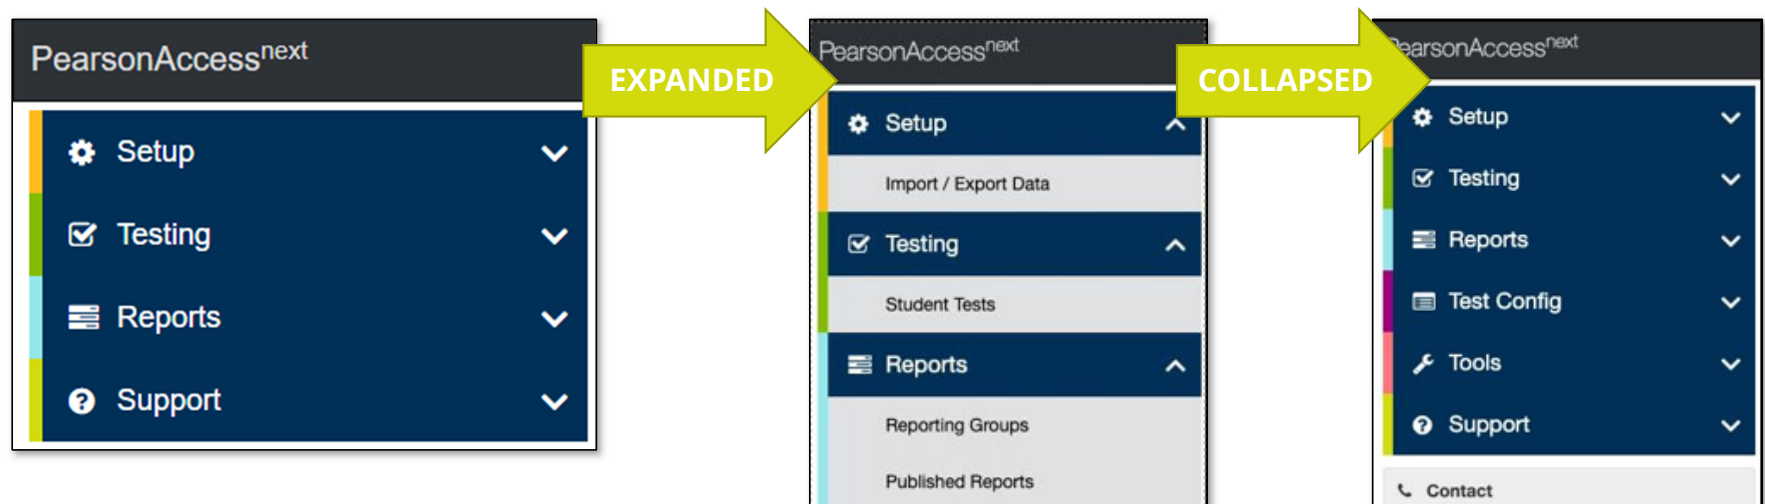 PearsonAccessnext
Setup
Testing
Reports
Support
EXPANDED
PearsonAccessnext
Setup
Import / Export Data
Testing
Student Tests
Reports
Reporting Groups
Published Reports
COLLAPSED
PearsonAccessnext
Setup
Testing
Reports
Test Config
Tools
Support
Contact